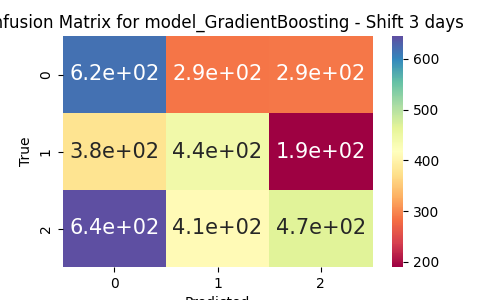 nfusion Matrix for model_GradientBoosting - Shift 3 days
0 6.2e+02 2.9e+02 2.9e+02
1 3.8e+02 4.4e+02 1.9e+02
2 6.4e+02 4.1e+02 4.7e+02
True
0 1 2
Predicted
600
500
400
300
200